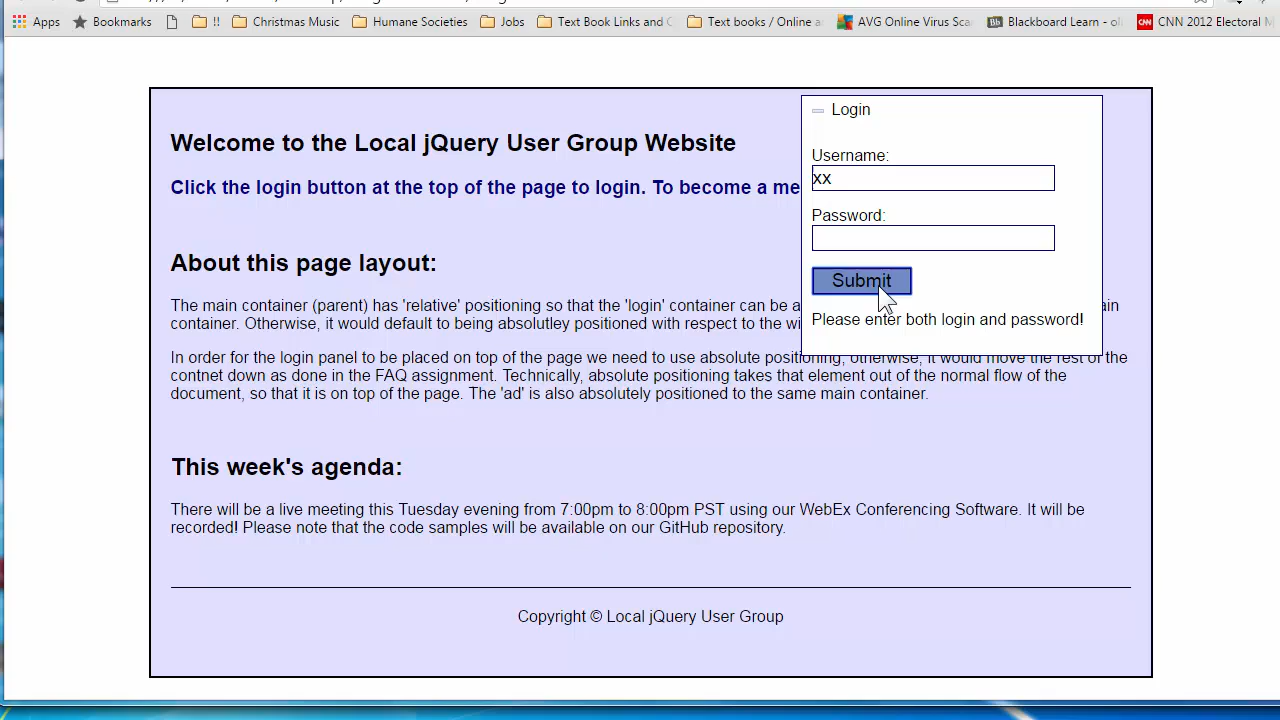 Apps Bookmarks !! Christmas Music Humane Societies Jobs Text Book Links and Text books / Online AVG Online Virus Sca Bb Blackboard Learn - CNN CNN 2012 Electoral
Login
Welcome to the Local jQuery User Group Website
Username:
xx
Click the login button at the top of the page to login. To become a me
Password:
About this page layout:
Submit
The main container (parent) has 'relative' positioning so that the 'login' container can be a
Please enter both login and password!
container. Otherwise, it would default to being absolutley positioned with respect to the
In order for the login panel to be placed on top of the page we need to use absolute positioning; otherwise, it would move the rest of the
contnet down as done in the FAQ assignment. Technically, absolute positioning takes that element out of the normal flow of the
document, so that it is on top of the page. The 'ad' is also absolutely positioned to the same main container.
This week's agenda:
There will be a live meeting this Tuesday evening from 7:00pm to 8:00pm PST using our WebEx Conferencing Software. It will be
recorded! Please note that the code samples will be available on our GitHub repository.
Copyright © Local jQuery User Group